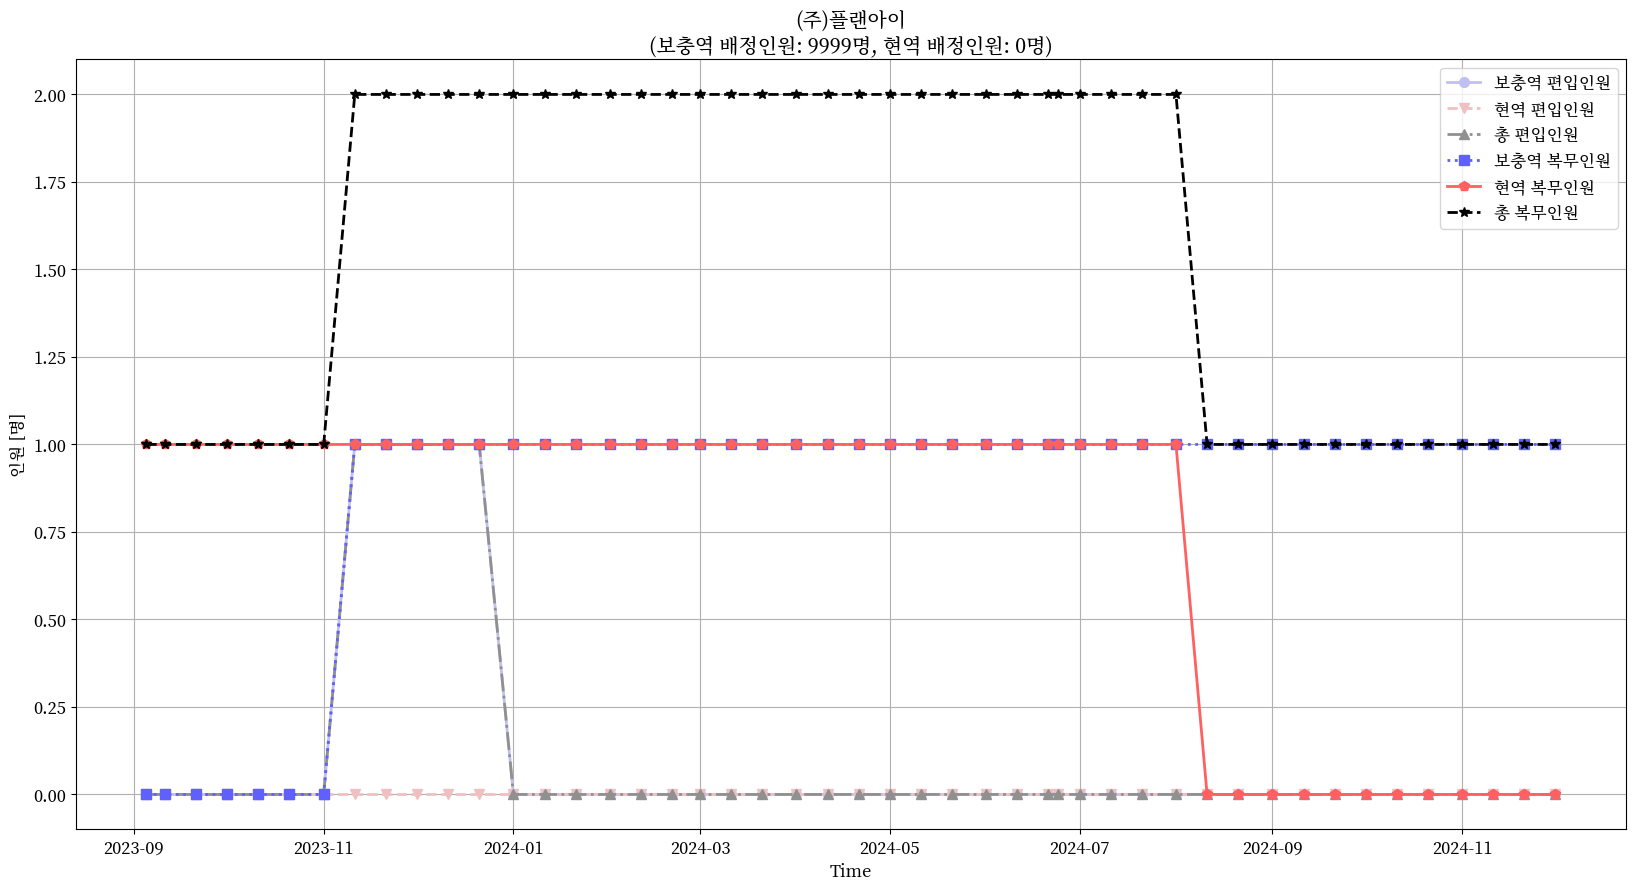 (주)플랜아이
(보충역 배정인원: 9999명, 현역 배정인원: 0명)
보충역 편입인원
현역 편입인원
총 편입인원
보충역 복무인원
현역 복무인원
총 복무인원
인원 [명]
2.00
1.75
1.50
1.25
1.00
0.75
0.50
0.25
0.00
2023-09 2023-11 2024-01 2024-03 2024-05 2024-07 2024-09 2024-11
Time